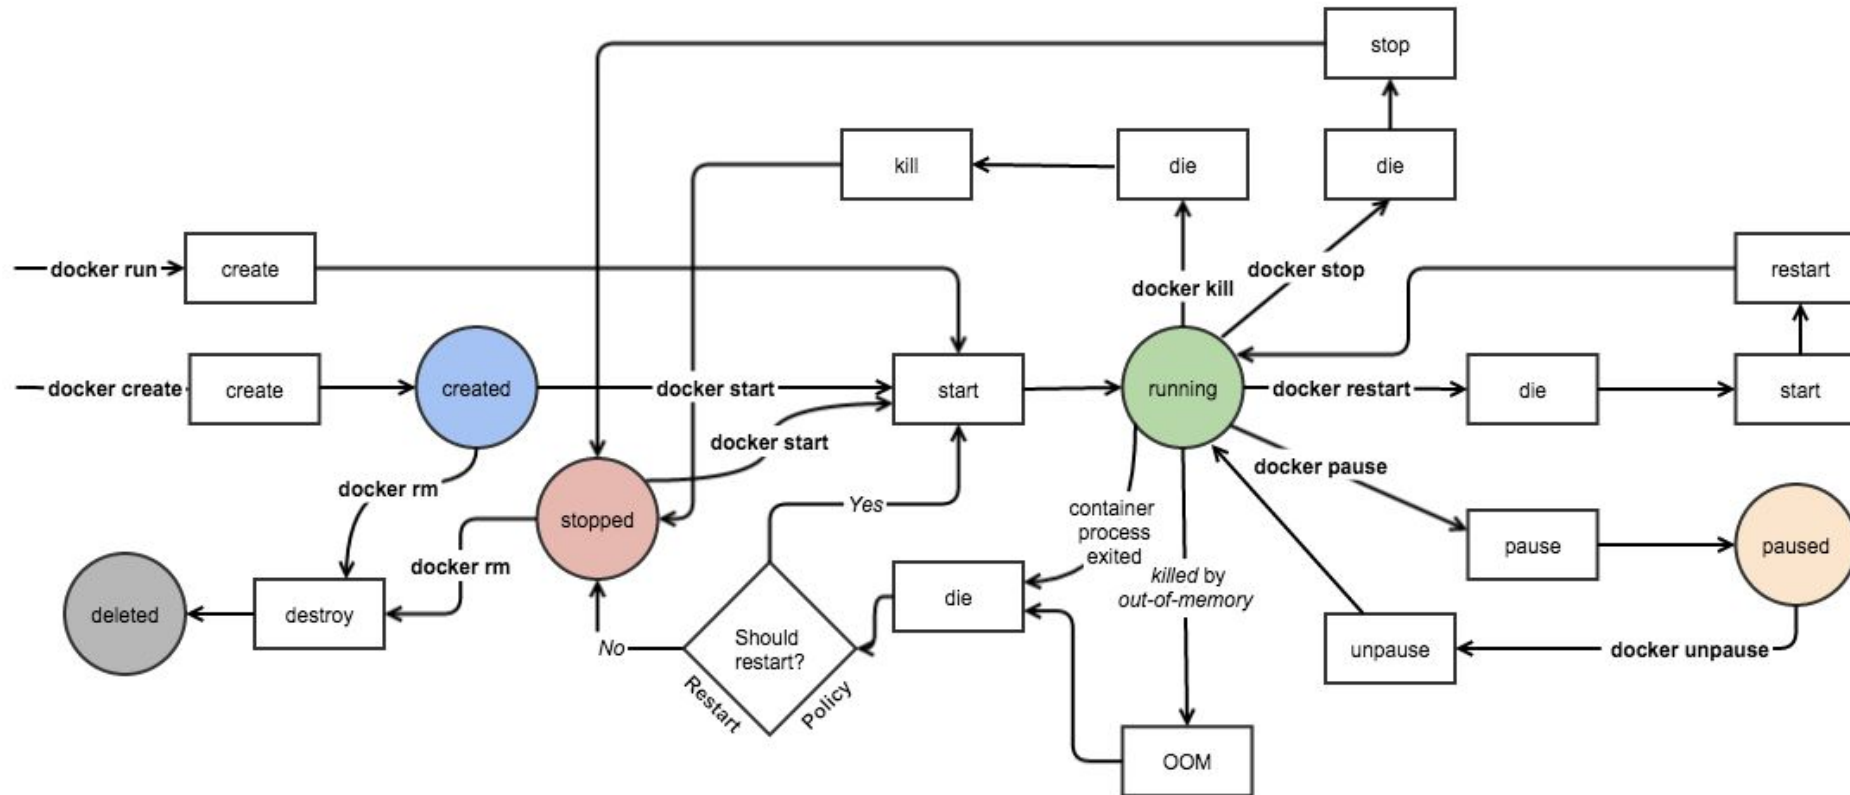 stop
kill
die
die
docker run
create
docker kill
docker stop
restart
docker create
create
created
docker start
start
running
docker restart
die
start
docker start
docker pause
docker rm
stopped
Yes
container
process
exited
pause
paused
docker rm
killed by
out-of-memory
deleted
destroy
die
Should
restart?
No
unpause
docker unpause
Restart
Policy
OOM